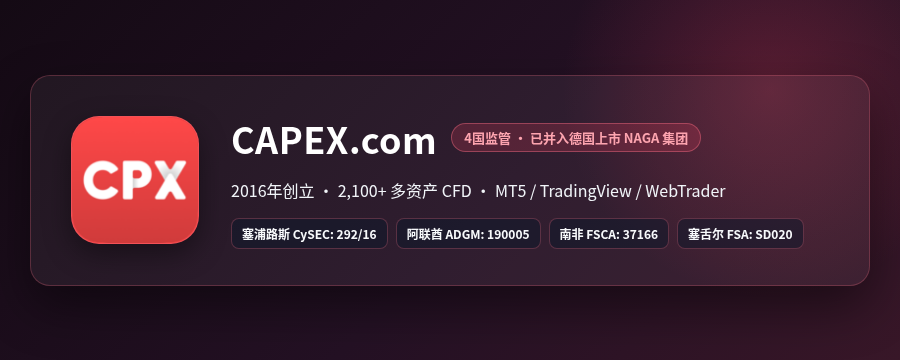 CPX
CAPEX.com
4国监管 · 已并入德国上市 NAGA 集团
2016年创立 · 2,100+ 多资产 CFD · MT5 / TradingView / WebTrader
塞浦路斯 CySEC: 292/16
阿联酋 ADGM: 190005
南非 FSCA: 37166
塞舌尔 FSA: SD020